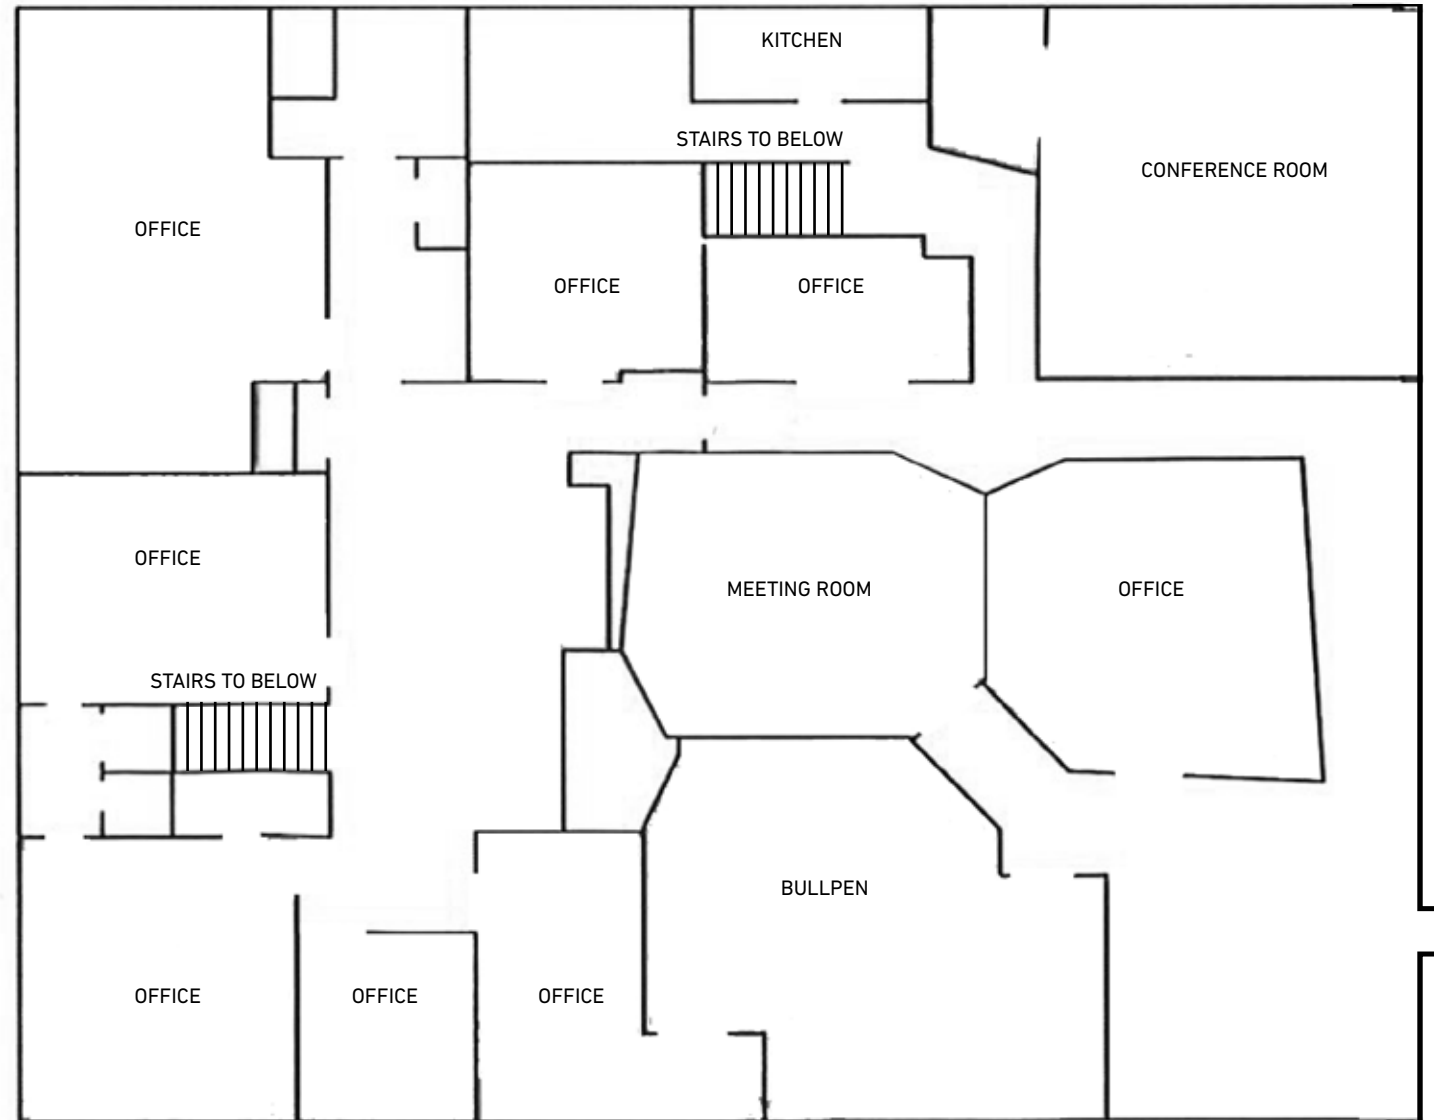 KITCHEN
STAIRS TO BELOW
CONFERENCE ROOM
OFFICE
OFFICE
OFFICE
OFFICE
MEETING ROOM
OFFICE
STAIRS TO BELOW
BULLPEN
OFFICE
OFFICE
OFFICE